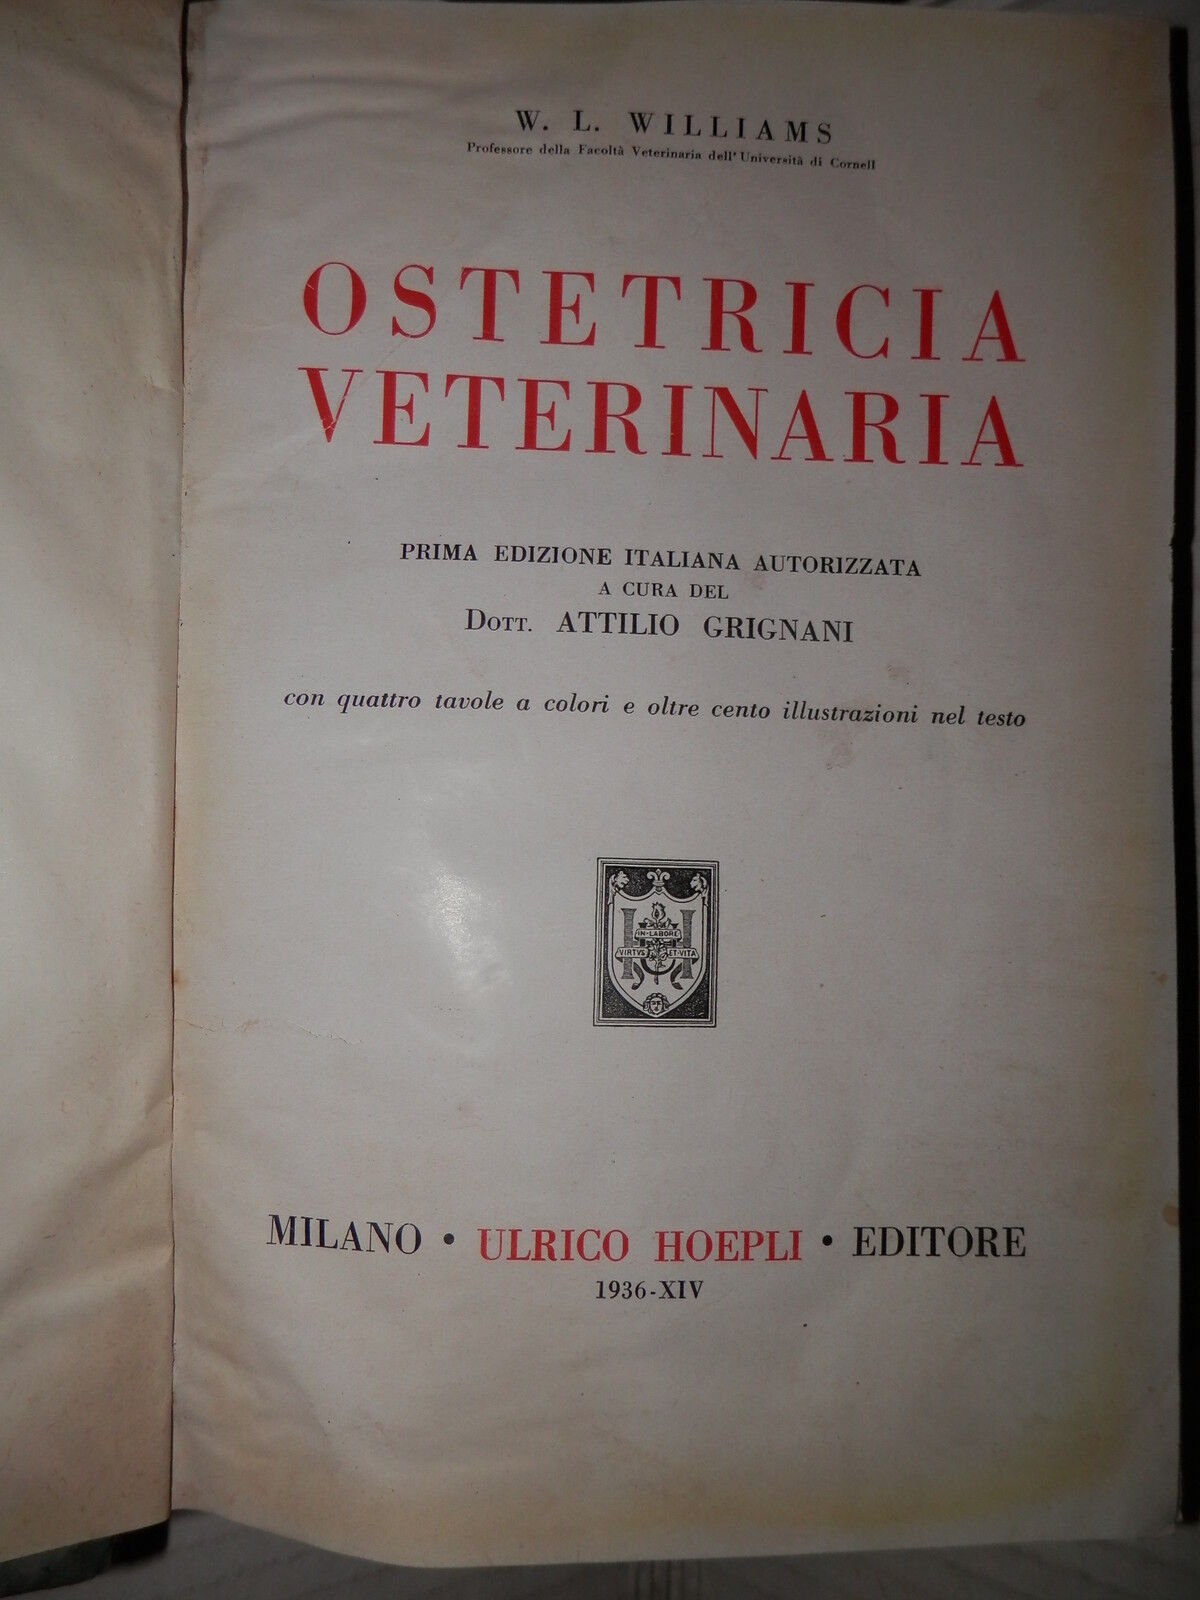 W. L. WILLIAMS
Professore della Facoltà Veterinaria dell'Università di Cornell
OSTETRICIA
VETERINARIA
PRIMA EDIZIONE ITALIANA AUTORIZZATA
A CURA DEL
DOTT. ATTILIO GRIGNANI
con quattro tavole a colori e oltre cento illustrazioni nel testo
IN·LABORE
VIRTVS ET·VITA
MILANO • ULRICO HOEPLI • EDITORE
1936-XIV